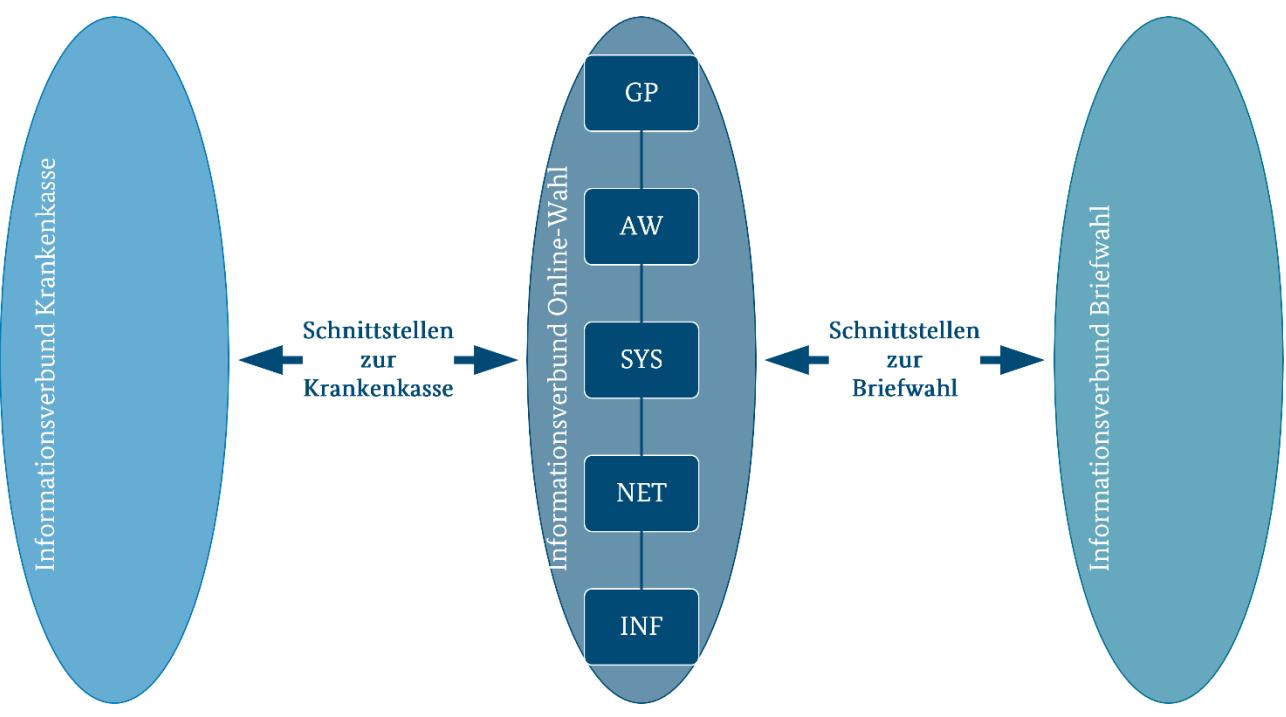 Informationsverbund Krankenkasse
Schnittstellen
zur
Krankenkasse
Informationsverbund Online-Wahl
GP
AW
SYS
NET
INF
Schnittstellen
zur
Briefwahl
Informationsverbund Briefwahl